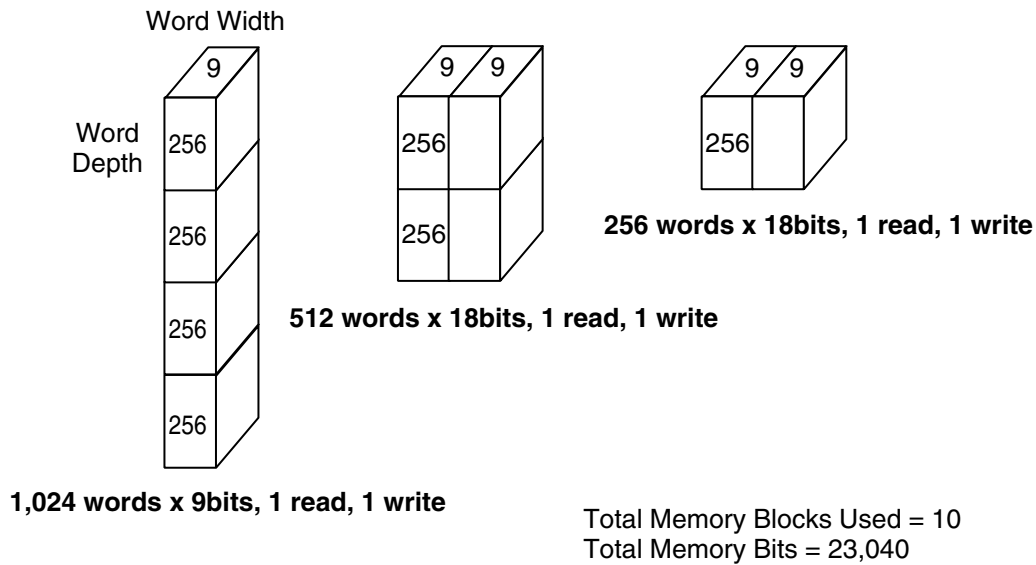 Word Width
9
Word
Depth
256
256
256
256
1,024 words x 9bits, 1 read, 1 write
9 9
256
256
512 words x 18bits, 1 read, 1 write
9 9
256
256 words x 18bits, 1 read, 1 write
Total Memory Blocks Used = 10
Total Memory Bits = 23,040